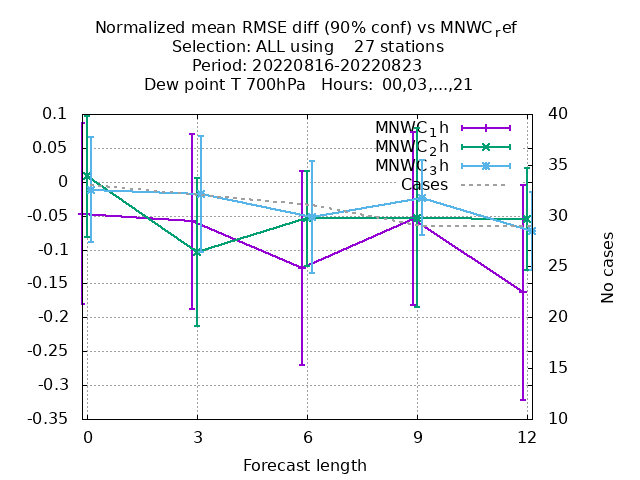 Normalized mean RMSE diff (90% conf) vs MNWCref
Selection: ALL using    27 stations
Period: 20220816-20220823
Dew point T 700hPa   Hours: 00,03,...,21
MNWC1h
MNWC2h
MNWC3h
Cases
0.1
0.05
0
-0.05
-0.1
-0.15
-0.2
-0.25
-0.3
-0.35
40
35
30
25
20
15
10
No cases
0 3 6 9 12
Forecast length